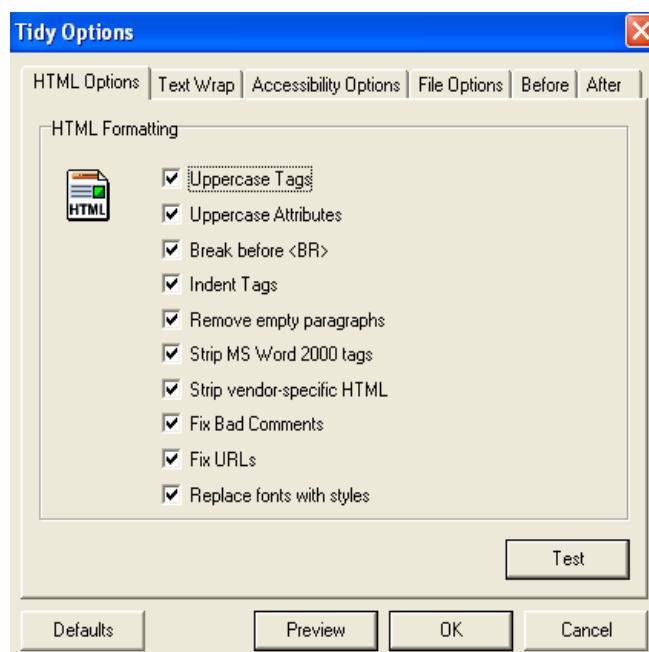 Tidy Options
HTML Options Text Wrap Accessibility Options File Options Before After
HTML Formatting
HTML
Uppercase Tags
Uppercase Attributes
Break before <BR>
Indent Tags
Remove empty paragraphs
Strip MS Word 2000 tags
Strip vendor-specific HTML
Fix Bad Comments
Fix URLs
Replace fonts with styles
Test
Defaults Preview OK Cancel